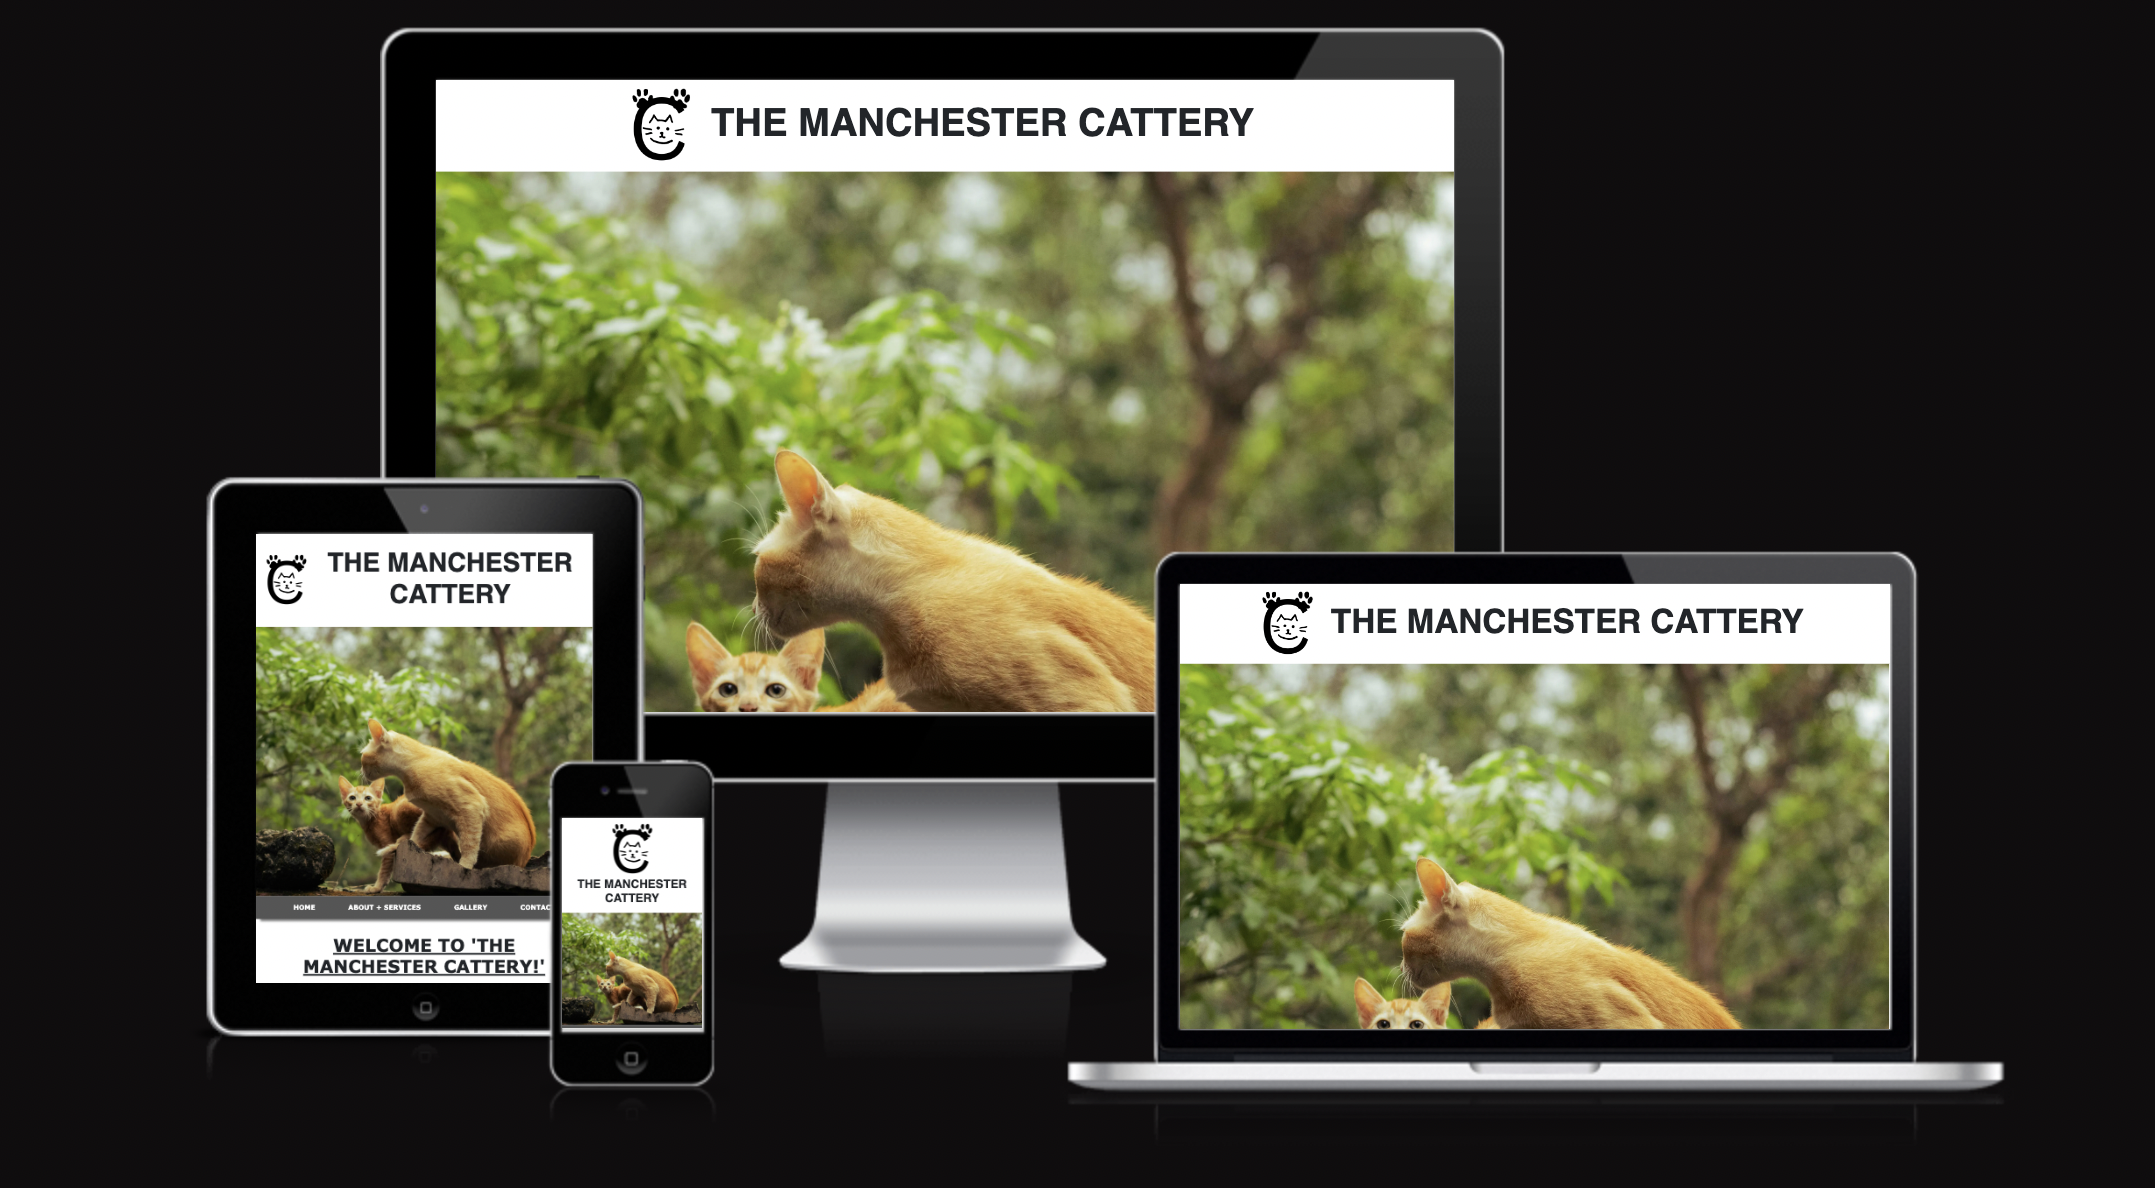 THE MANCHESTER CATTERY
THE MANCHESTER
CATTERY
HOME ABOUT + SERVICES GALLERY CONTAC
WELCOME TO 'THE
MANCHESTER CATTERY!'
THE MANCHESTER
CATTERY
THE MANCHESTER CATTERY